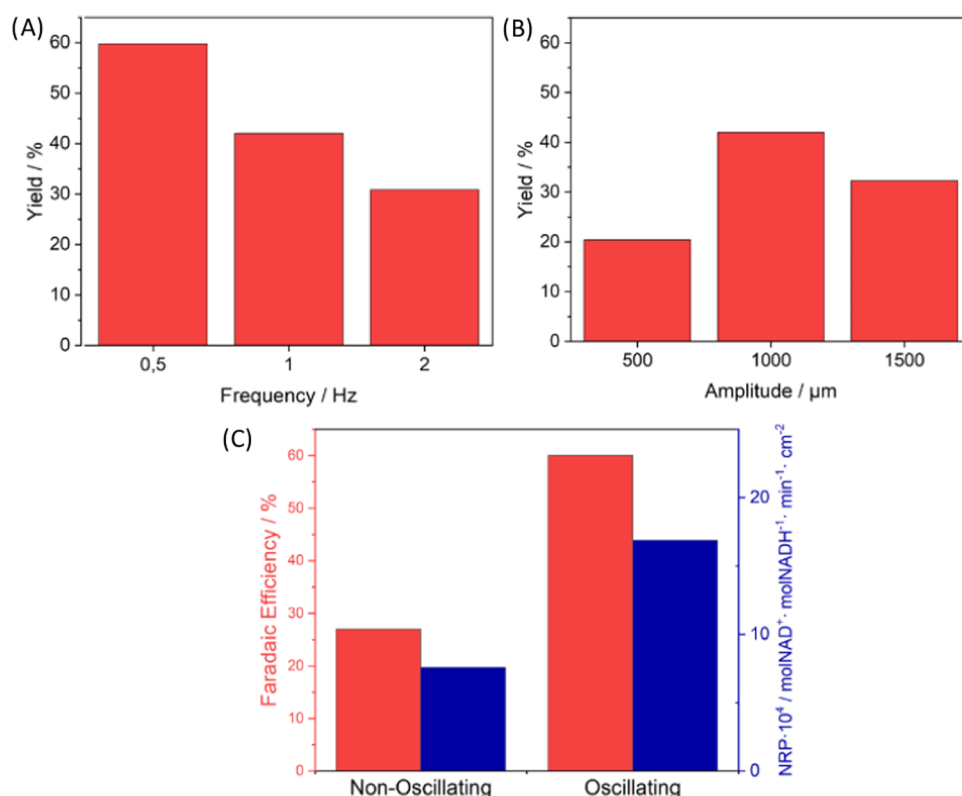 (A)
Yield / %
60
50
40
30
20
10
0
0,5
1
2
Frequency / Hz
(B)
Yield / %
60
50
40
30
20
10
0
500
1000
1500
Amplitude / µm
(C)
Faradaic Efficiency / %
60
50
40
30
20
10
0
Non-Oscillating
Oscillating
20
10
0
NRP·10⁴ / molNAD⁺· molNADH⁻¹· min⁻¹· cm⁻²